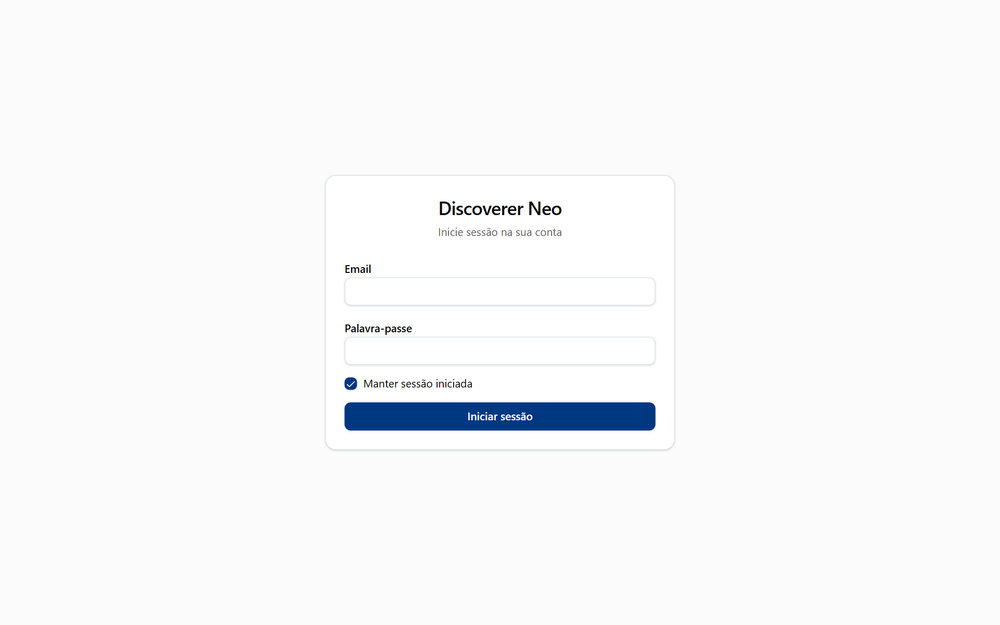 Discoverer Neo
Inicie sessão na sua conta
Email
Palavra-passe
Manter sessão iniciada
Iniciar sessão